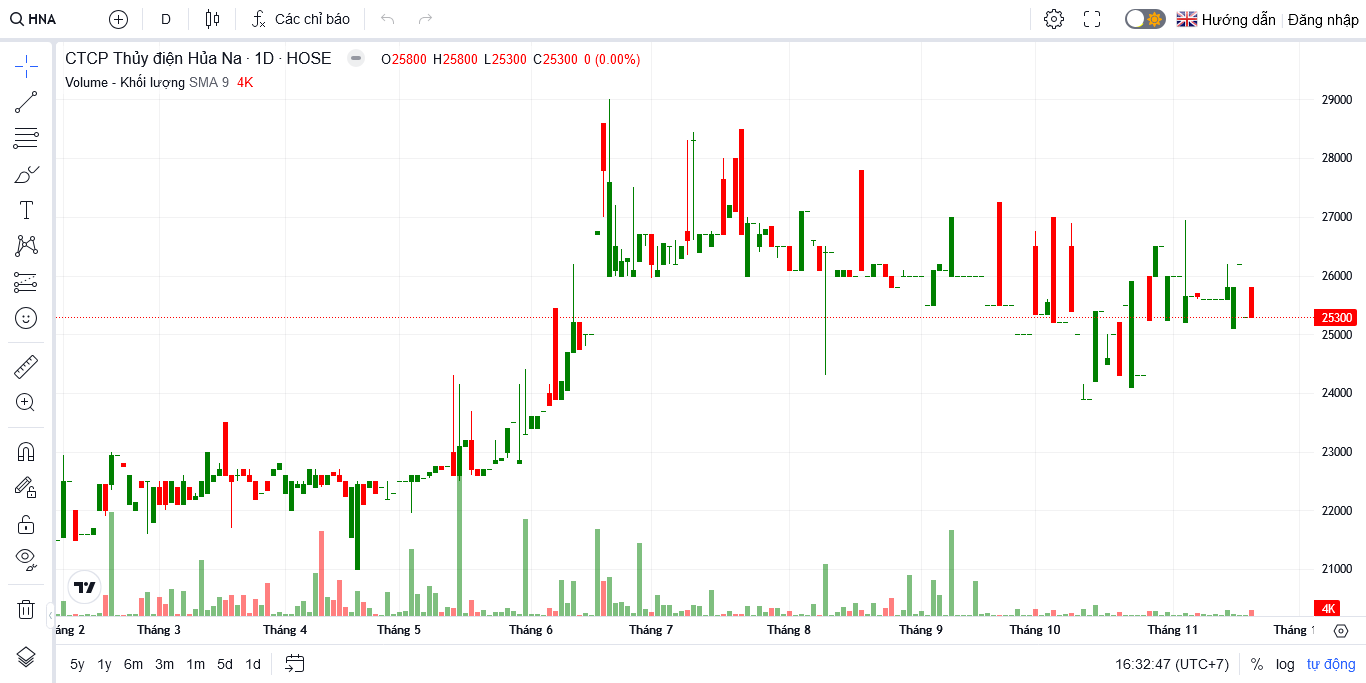 HNA D Các chỉ báo Hướng dẫn Đăng nhập
CTCP Thủy điện Hủa Na · 1D · HOSE O25800 H25800 L25300 C25300 0 (0.00%)
Volume - Khối lượng SMA 9 4K
29000
28000
27000
26000
25300
25000
24000
23000
22000
21000
4K
áng 2 Tháng 3 Tháng 4 Tháng 5 Tháng 6 Tháng 7 Tháng 8 Tháng 9 Tháng 10 Tháng 11 Tháng 1
5y 1y 6m 3m 1m 5d 1d 16:32:47 (UTC+7) % log tự động